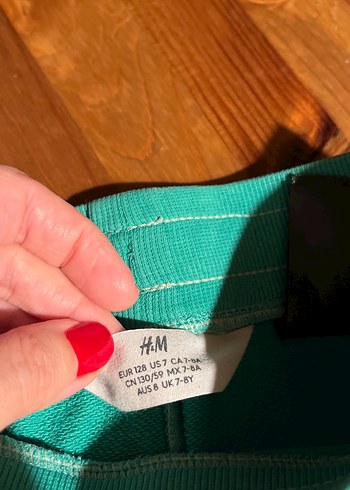 H&M
EUR 128 US 7 CA 7-8A
CN 130/59 MX 7-8A
AUS 8 UK 7-8Y